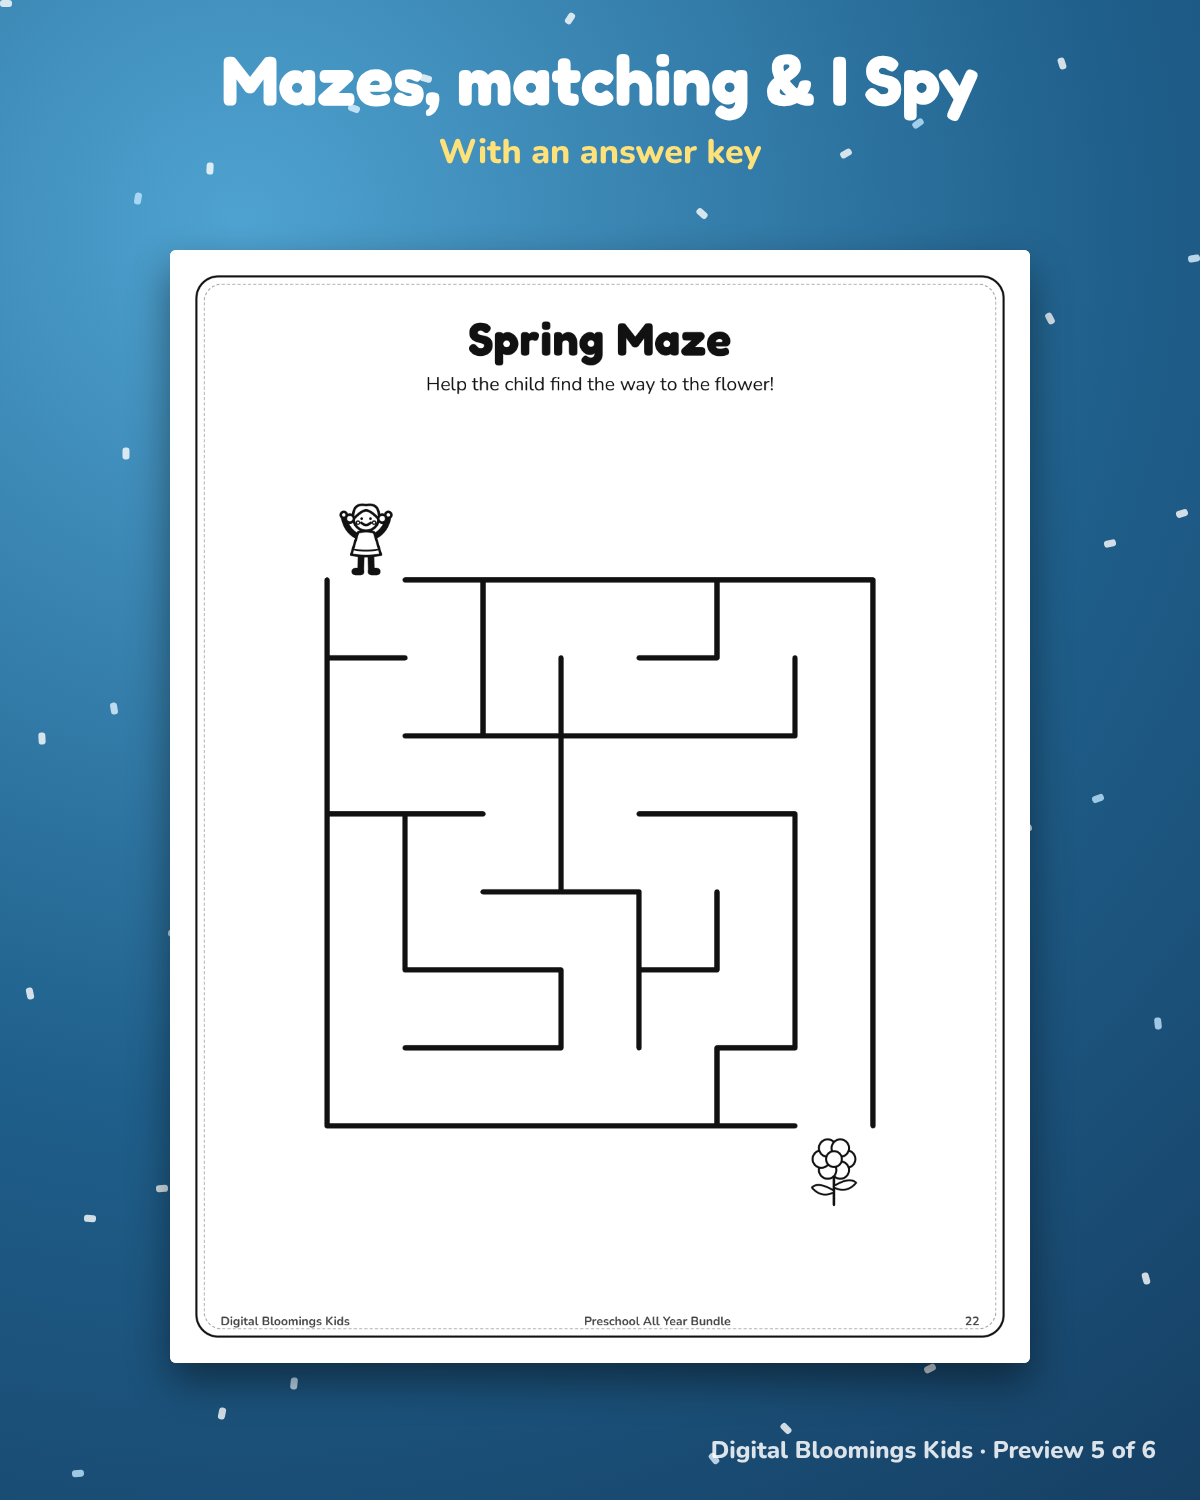 Mazes, matching & I Spy
With an answer key
Spring Maze
Help the child find the way to the flower!
Digital Bloomings Kids
Preschool All Year Bundle
22
Digital Bloomings Kids · Preview 5 of 6